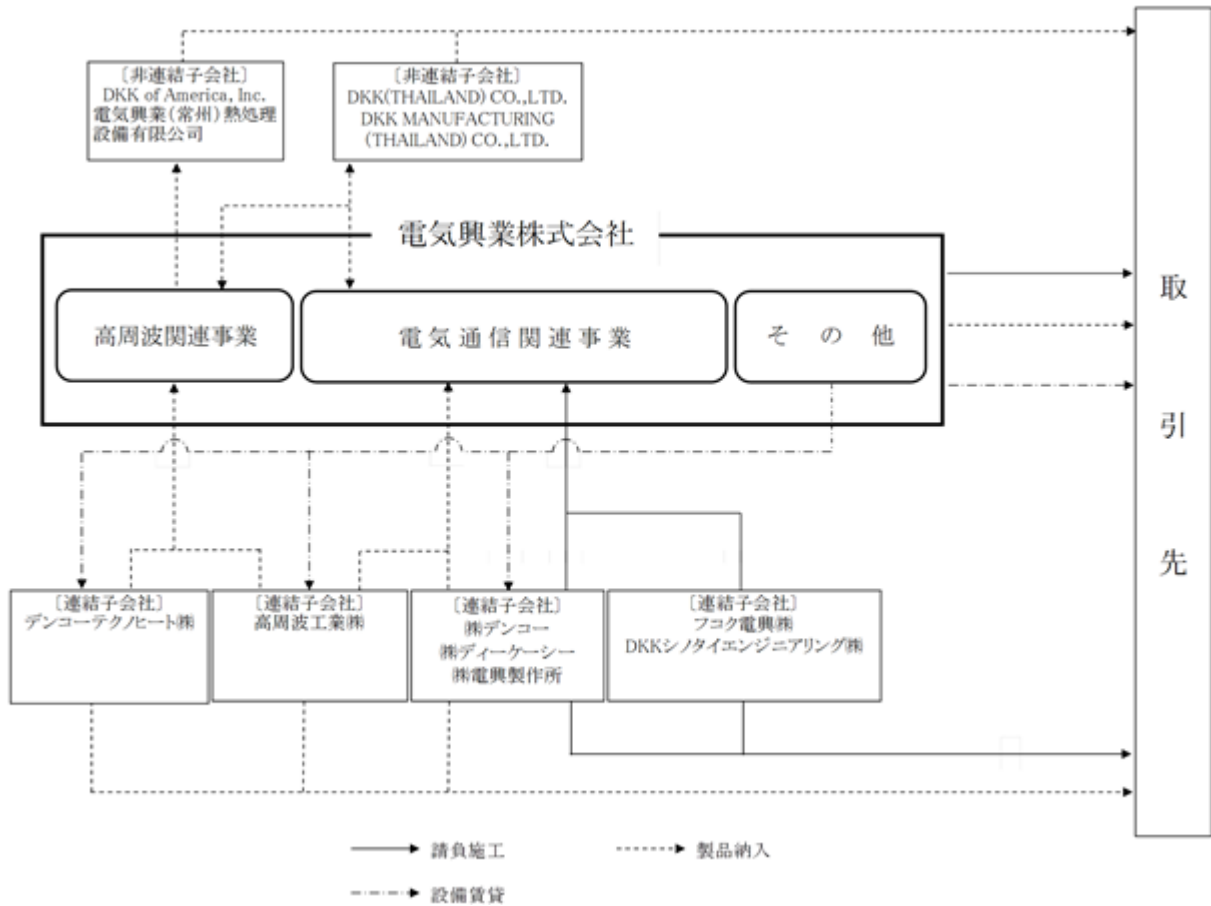 〔非連結子会社〕
DKK of America, Inc.
電気興業(常州)熱処理
設備有限公司
〔非連結子会社〕
DKK(THAILAND) CO.,LTD.
DKK MANUFACTURING
(THAILAND) CO.,LTD.
電気興業株式会社
高周波関連事業
電気通信関連事業
その他
取引先
〔連結子会社〕
デンコーテクノヒート㈱
〔連結子会社〕
高周波工業㈱
〔連結子会社〕
㈱デンコー
㈱ディーケーシー
㈱電興製作所
〔連結子会社〕
フコク電興㈱
DKKシノタイエンジニアリング㈱
請負施工
製品納入
設備賃貸